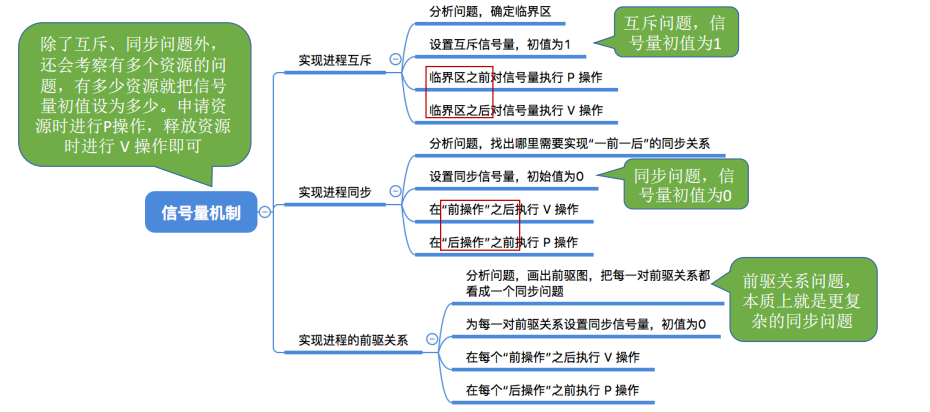 除了互斥、同步问题外，
还会考察有多个资源的问
题，有多少资源就把信号
量初值设为多少。申请资
源时进行P操作，释放资源
时进行 V 操作即可
信号量机制
实现进程互斥
分析问题，确定临界区
设置互斥信号量，初值为1
临界区之前对信号量执行 P 操作
临界区之后对信号量执行 V 操作
互斥问题，信
号量初值为1
实现进程同步
分析问题，找出哪里需要实现“一前一后”的同步关系
设置同步信号量，初始值为0
在“前操作”之后执行 V 操作
在“后操作”之前执行 P 操作
同步问题，信
号量初值为0
实现进程的前驱关系
分析问题，画出前驱图，把每一对前驱关系都
看成一个同步问题
为每一对前驱关系设置同步信号量，初值为0
在每个“前操作”之后执行 V 操作
在每个“后操作”之前执行 P 操作
前驱关系问题，
本质上就是更复
杂的同步问题